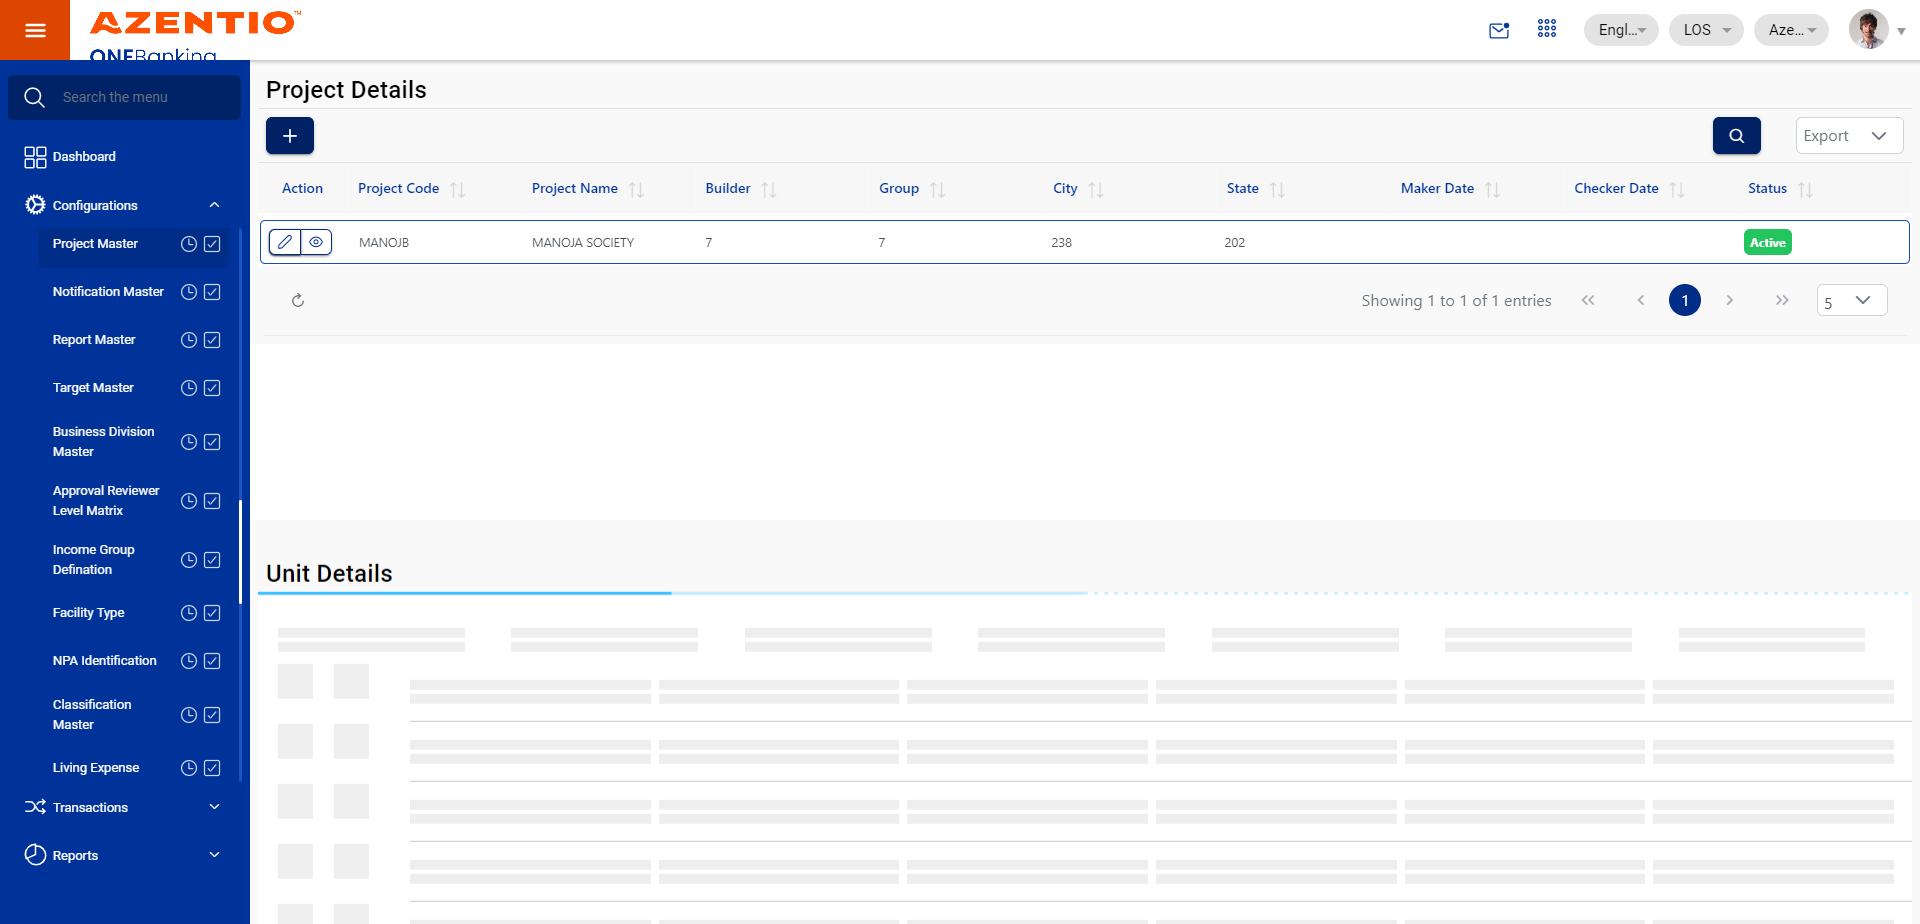 AZENTIO™
ONEBanking
Engl...
LOS
Aze...
Search the menu
Dashboard
Configurations
Project Master
Notification Master
Report Master
Target Master
Business Division
Master
Approval Reviewer
Level Matrix
Income Group
Defination
Facility Type
NPA Identification
Classification
Master
Living Expense
Transactions
Reports
Project Details
+
Export
Action Project Code Project Name Builder Group City State Maker Date Checker Date Status
MANOJB MANOJA SOCIETY 7 7 238 202 Active
Showing 1 to 1 of 1 entries 1 5
Unit Details